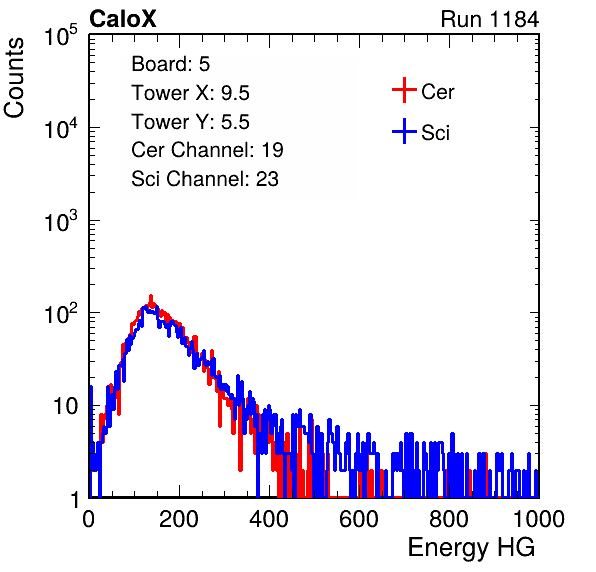 CaloX Run 1184
Counts
10^5
10^4
10^3
10^2
10
1
Board: 5
Tower X: 9.5
Tower Y: 5.5
Cer Channel: 19
Sci Channel: 23
Cer
Sci
0 200 400 600 800 1000
Energy HG